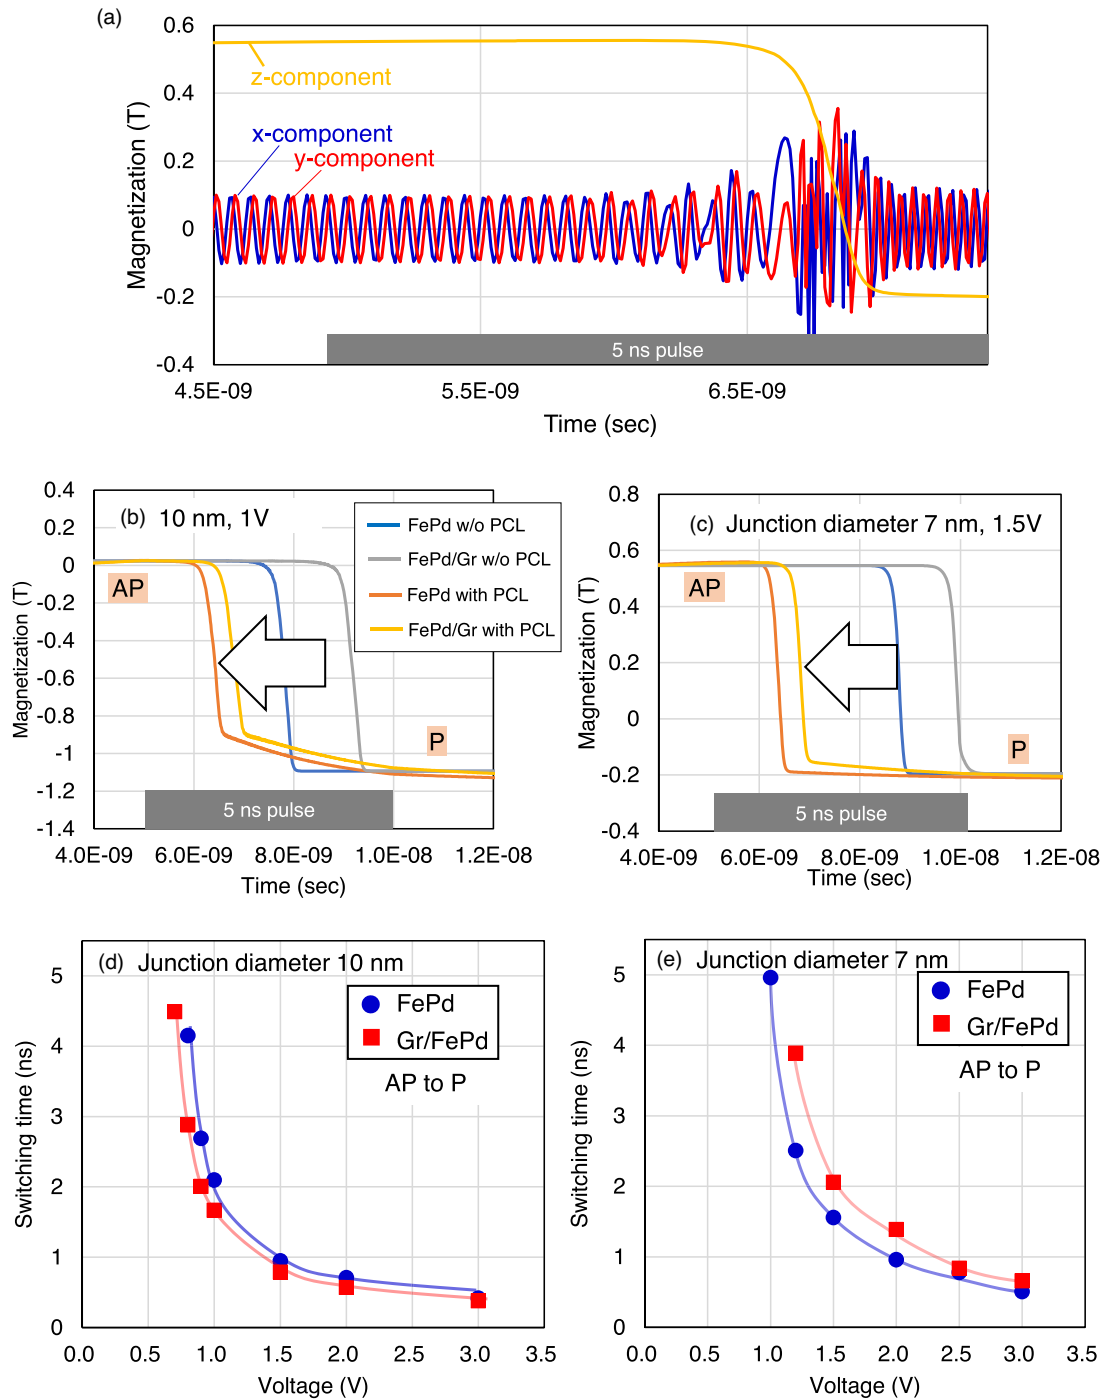 (a)
0.6
0.4
0.2
0
-0.2
-0.4
Magnetization (T)
z-component
x-component
y-component
5 ns pulse
4.5E-09 5.5E-09 6.5E-09
Time (sec)
(b) 10 nm, 1V
0.4
0.2
0
-0.2
-0.4
-0.6
-0.8
-1
-1.2
-1.4
Magnetization (T)
AP
P
FePd w/o PCL
FePd/Gr w/o PCL
FePd with PCL
FePd/Gr with PCL
5 ns pulse
4.0E-09 6.0E-09 8.0E-09 1.0E-08 1.2E-08
Time (sec)
(c) Junction diameter 7 nm, 1.5V
0.8
0.6
0.4
0.2
0
-0.2
-0.4
Magnetization (T)
AP
P
5 ns pulse
4.0E-09 6.0E-09 8.0E-09 1.0E-08 1.2E-08
Time (sec)
(d) Junction diameter 10 nm
5
4
3
2
1
0
Switching time (ns)
FePd
Gr/FePd
AP to P
0.0 0.5 1.0 1.5 2.0 2.5 3.0 3.5
Voltage (V)
(e) Junction diameter 7 nm
5
4
3
2
1
0
Switching time (ns)
FePd
Gr/FePd
AP to P
0.0 0.5 1.0 1.5 2.0 2.5 3.0 3.5
Voltage (V)